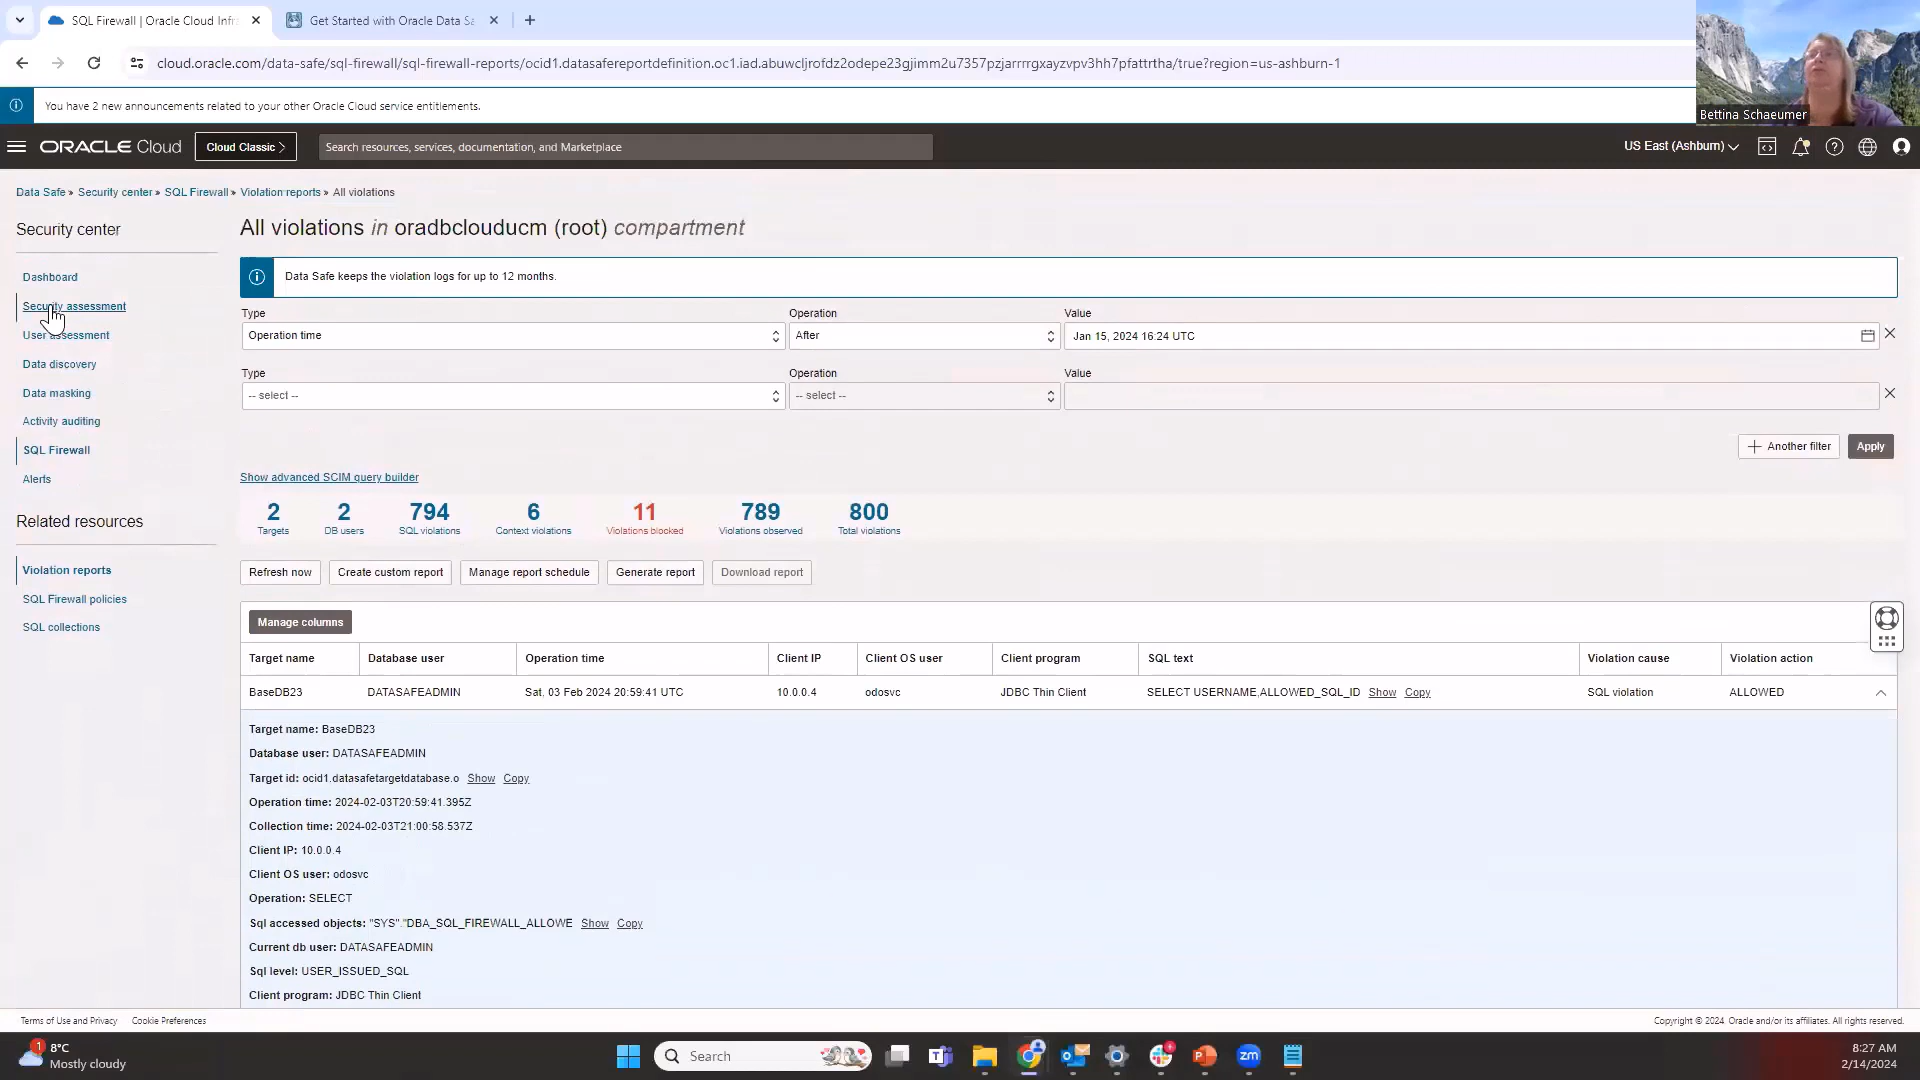 SQL Firewall | Oracle Cloud Infr
Get Started with Oracle Data Sa
cloud.oracle.com/data-safe/sql-firewall/sql-firewall-reports/ocid1.datasafereportdefinition.oc1.iad.abuwcljrofdz2odepe23gjimm2u7357pzjarrrrgxayzvpv3hh7pfattrtha/true?region=us-ashburn-1
Bettina Schaeumer
You have 2 new announcements related to your other Oracle Cloud service entitlements.
ORACLE Cloud
Cloud Classic >
Search resources, services, documentation, and Marketplace
US East (Ashburn)
Data Safe » Security center » SQL Firewall » Violation reports » All violations
Security center
Dashboard
Security assessment
User assessment
Data discovery
Data masking
Activity auditing
SQL Firewall
Alerts
Related resources
Violation reports
SQL Firewall policies
SQL collections
All violations in oradbclouducm (root) compartment
Data Safe keeps the violation logs for up to 12 months.
Type Operation Value
Operation time After Jan 15, 2024 16:24 UTC
Type Operation Value
-- select -- -- select --
Another filter Apply
Show advanced SCIM query builder
2 2 794 6 11 789 800
Targets DB users SQL violations Context violations Violations blocked Violations observed Total violations
Refresh now Create custom report Manage report schedule Generate report Download report
Manage columns
Target name Database user Operation time Client IP Client OS user Client program SQL text Violation cause Violation action
BaseDB23 DATASAFEADMIN Sat, 03 Feb 2024 20:59:41 UTC 10.0.0.4 odosvc JDBC Thin Client SELECT USERNAME,ALLOWED_SQL_ID Show Copy SQL violation ALLOWED
Target name: BaseDB23
Database user: DATASAFEADMIN
Target id: ocid1.datasafetargetdatabase.o Show Copy
Operation time: 2024-02-03T20:59:41.395Z
Collection time: 2024-02-03T21:00:58.537Z
Client IP: 10.0.0.4
Client OS user: odosvc
Operation: SELECT
Sql accessed objects: "SYS"."DBA_SQL_FIREWALL_ALLOWE Show Copy
Current db user: DATASAFEADMIN
Sql level: USER_ISSUED_SQL
Client program: JDBC Thin Client
Terms of Use and Privacy Cookie Preferences
Copyright © 2024, Oracle and/or its affiliates. All rights reserved.
1
8°C
Mostly cloudy
Search
zm
8:27 AM
2/14/2024